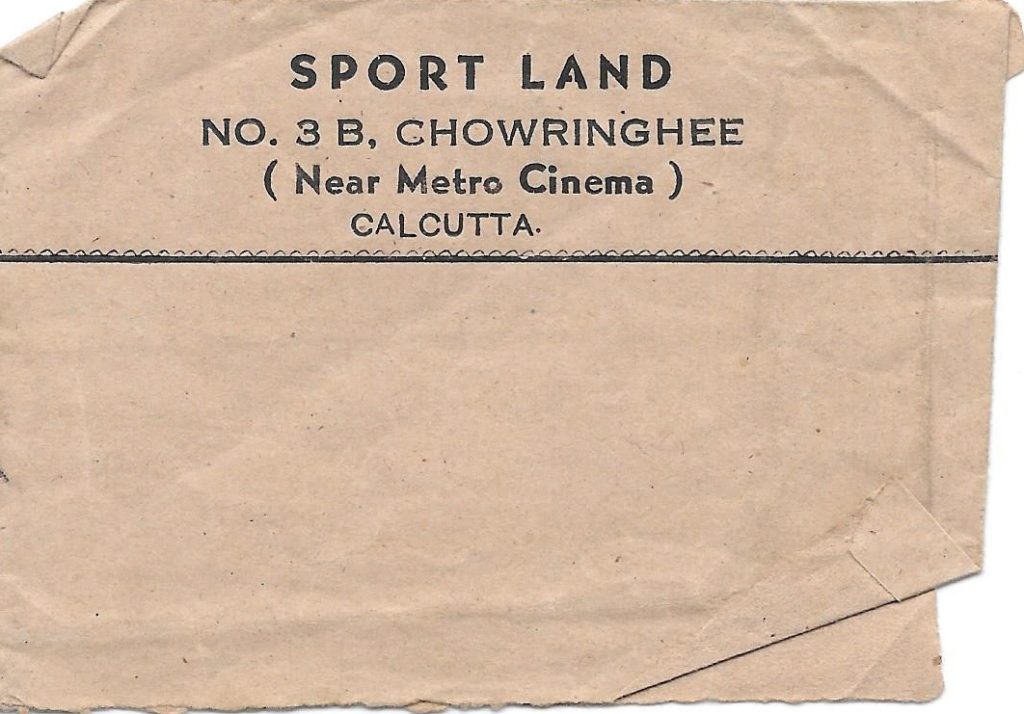 SPORT LAND
NO. 3 B, CHOWRINGHEE
( Near Metro Cinema )
CALCUTTA.